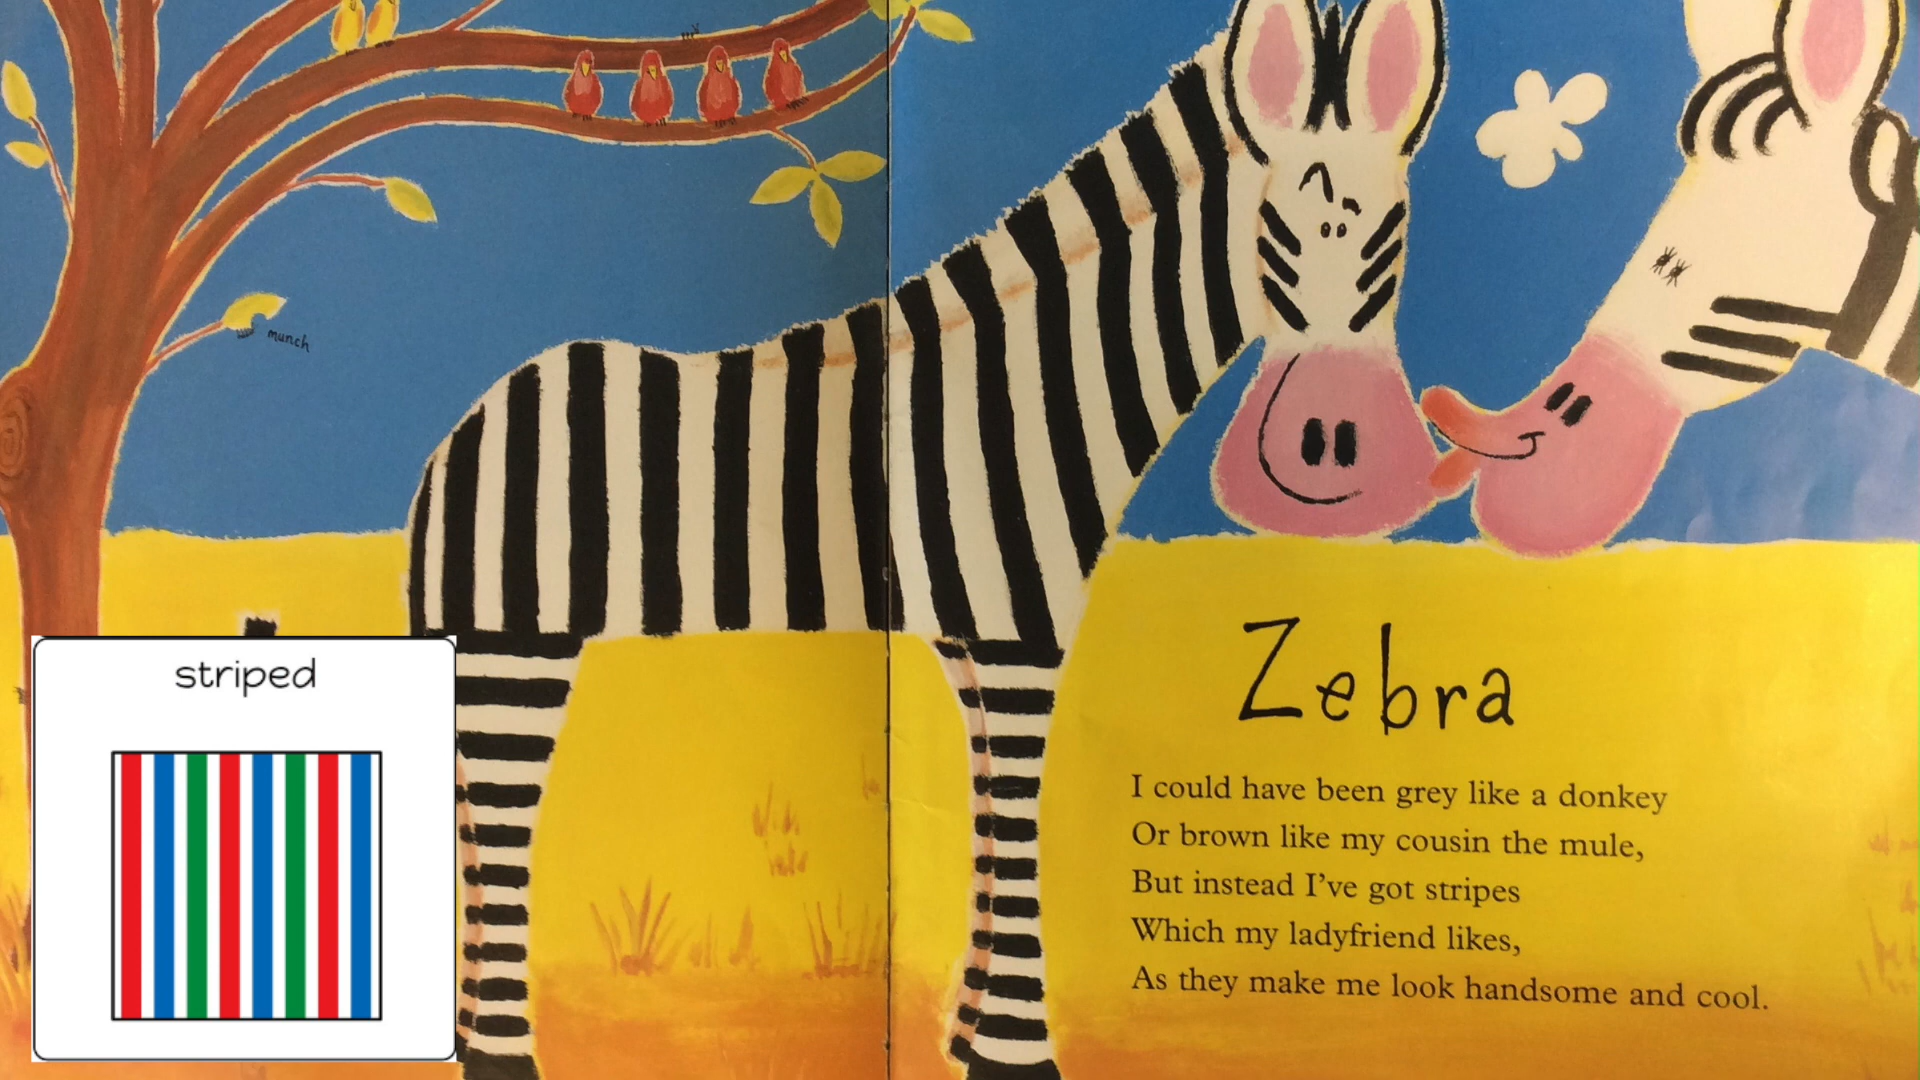 munch
striped
Zebra
I could have been grey like a donkey
Or brown like my cousin the mule,
But instead I've got stripes
Which my ladyfriend likes,
As they make me look handsome and cool.